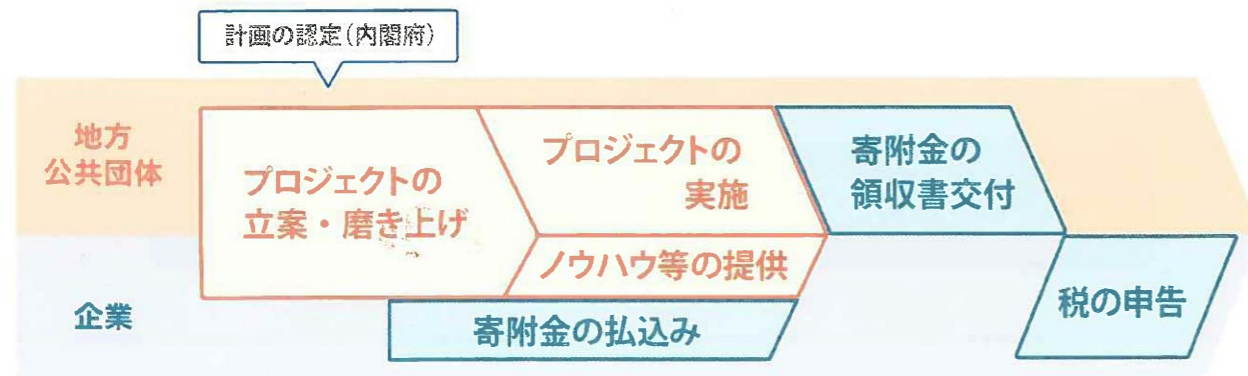 計画の認定(内閣府)
地方
公共団体
プロジェクトの
立案・磨き上げ
プロジェクトの
実施
寄附金の
領収書交付
ノウハウ等の提供
企業
寄附金の払込み
税の申告